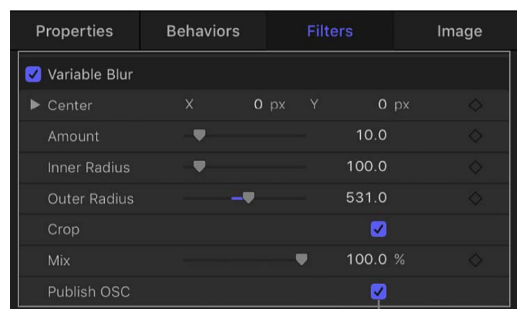 Properties Behaviors Filters Image
Variable Blur
Center X 0 px Y 0 px
Amount 10.0
Inner Radius 100.0
Outer Radius 531.0
Crop
Mix 100.0 %
Publish OSC